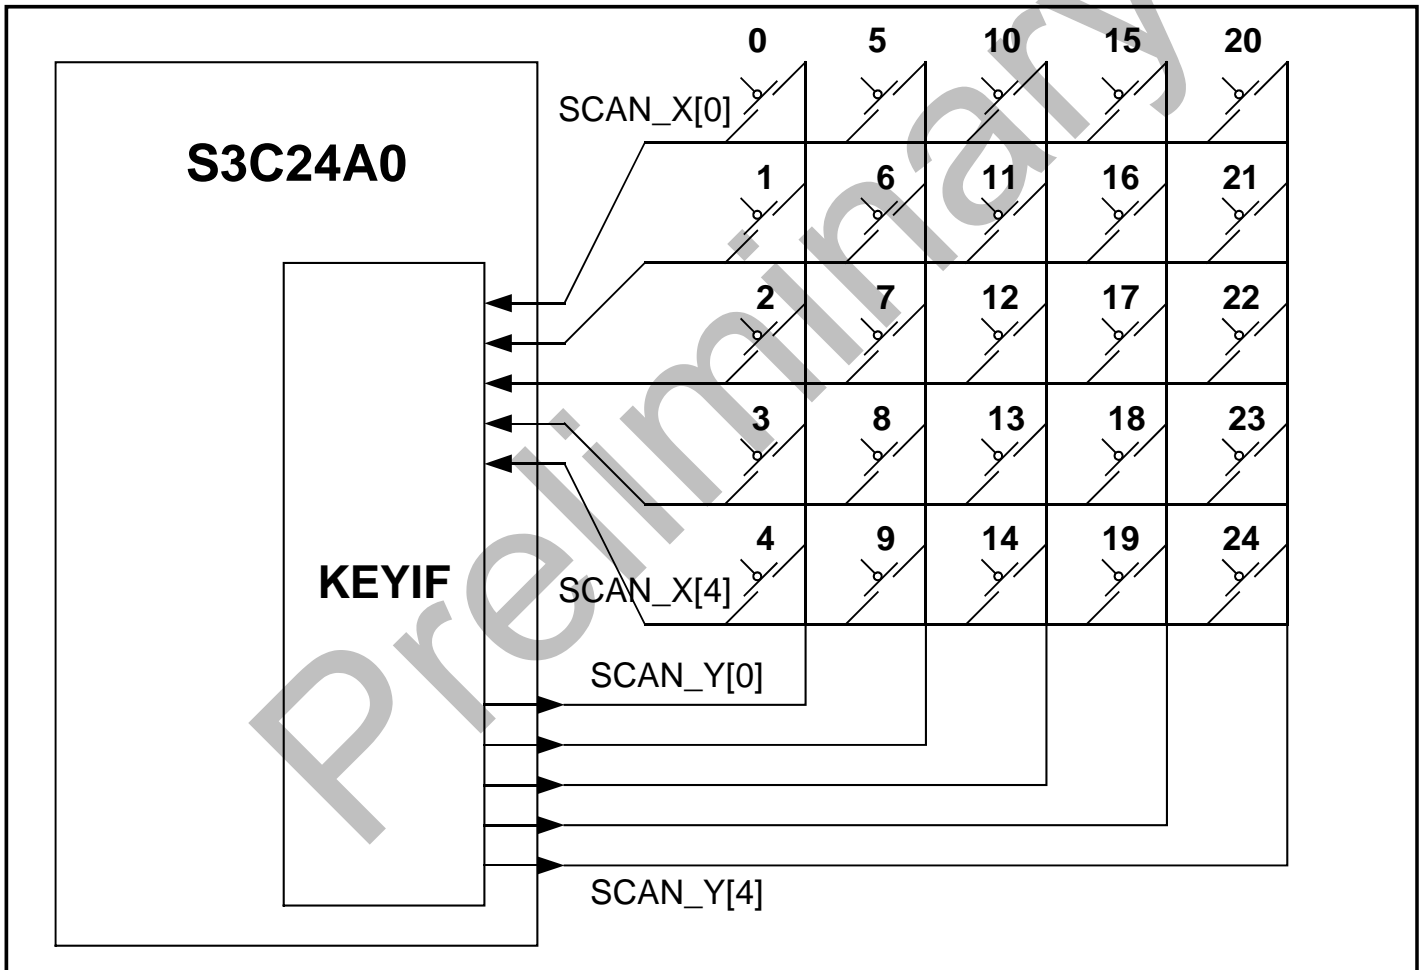 0 5 10 15 20
SCAN_X[0]
S3C24A0
1 6 11 16 21
2 7 12 17 22
3 8 13 18 23
4 9 14 19 24
KEYIF
SCAN_X[4]
SCAN_Y[0]
SCAN_Y[4]
Preliminary